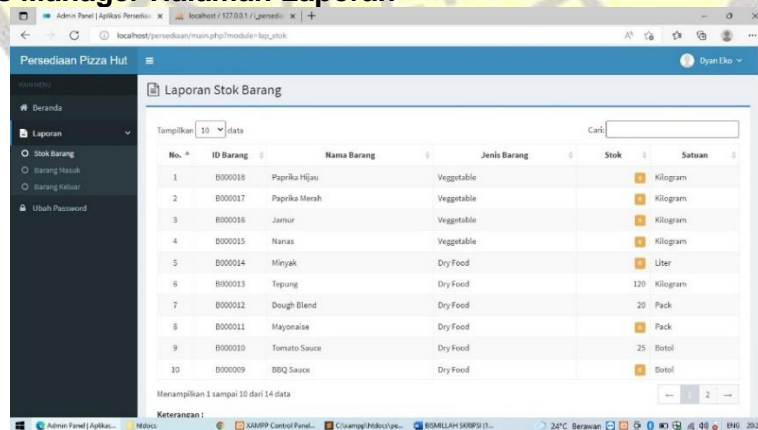 Manager Halaman Laporan
Admin Panel | Aplikasi Persedia
localhost / 127.0.0.1 / i_persedi
localhost/persediaan/main.php?module=lap_stok
Persediaan Pizza Hut
Dyan Eko
MAIN MENU
Beranda
Laporan
Stok Barang
Barang Masuk
Barang Keluar
Ubah Password
Laporan Stok Barang
Tampilkan 10 data
Cari:
No. ID Barang Nama Barang Jenis Barang Stok Satuan
1 B000018 Paprika Hijau Veggetable Kilogram
2 B000017 Paprika Merah Veggetable Kilogram
3 B000016 Jamur Veggetable Kilogram
4 B000015 Nanas Veggetable Kilogram
5 B000014 Minyak Dry Food Liter
6 B000013 Tepung Dry Food 120 Kilogram
7 B000012 Dough Blend Dry Food 20 Pack
8 B000011 Mayonaise Dry Food Pack
9 B000010 Tomato Sauce Dry Food 25 Botol
10 B000009 BBQ Sauce Dry Food Botol
Menampilkan 1 sampai 10 dari 14 data
← 1 2 →
Keterangan :
Admin Panel | Aplikas...
htdocs
XAMPP Control Panel...
C:\xampp\htdocs\pe...
BISMILLAH SKRIPSI (1...
24°C Berawan
ENG